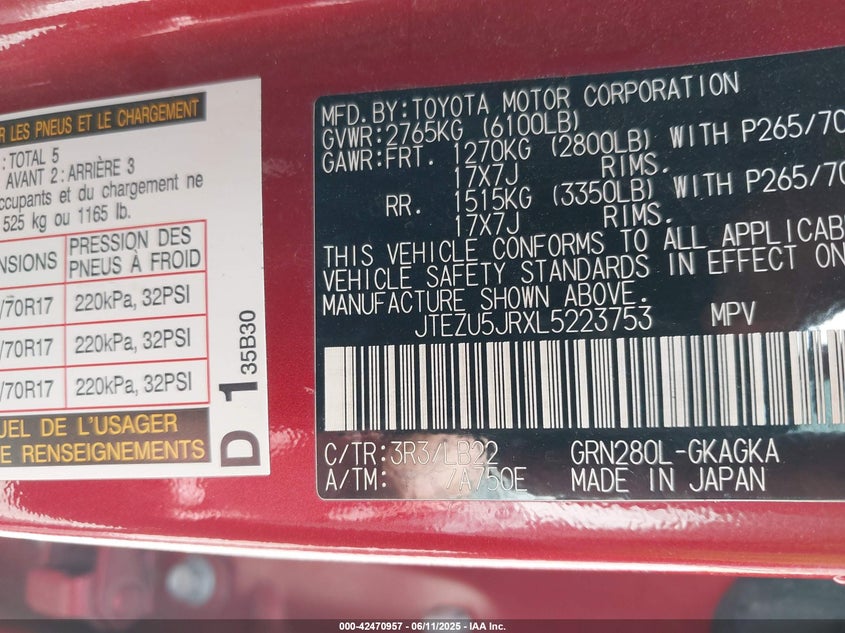 R LES PNEUS ET LE CHARGEMENT
: TOTAL 5
AVANT 2: ARRIÈRE 3
ccupants et du chargement ne
525 kg ou 1165 lb.
NSIONS PRESSION DES PNEUS À FROID
/70R17 220kPa, 32PSI
/70R17 220kPa, 32PSI
/70R17 220kPa, 32PSI
UEL DE L'USAGER
E RENSEIGNEMENTS
D 1 35B30
MFD. BY: TOYOTA MOTOR CORPORATION
GVWR: 2765KG (6100LB)
GAWR: FRT. 1270KG (2800LB) WITH P265/70
17X7J RIMS.
RR. 1515KG (3350LB) WITH P265/70
17X7J RIMS.
THIS VEHICLE CONFORMS TO ALL APPLICAB
VEHICLE SAFETY STANDARDS IN EFFECT ON
MANUFACTURE SHOWN ABOVE.
JTEZU5JRXL5223753 MPV
C/TR: 3R3/LB22 GRN280L-GKAGKA
A/TM: /A750E MADE IN JAPAN
000-42470957 - 06/11/2025 - IAA Inc.